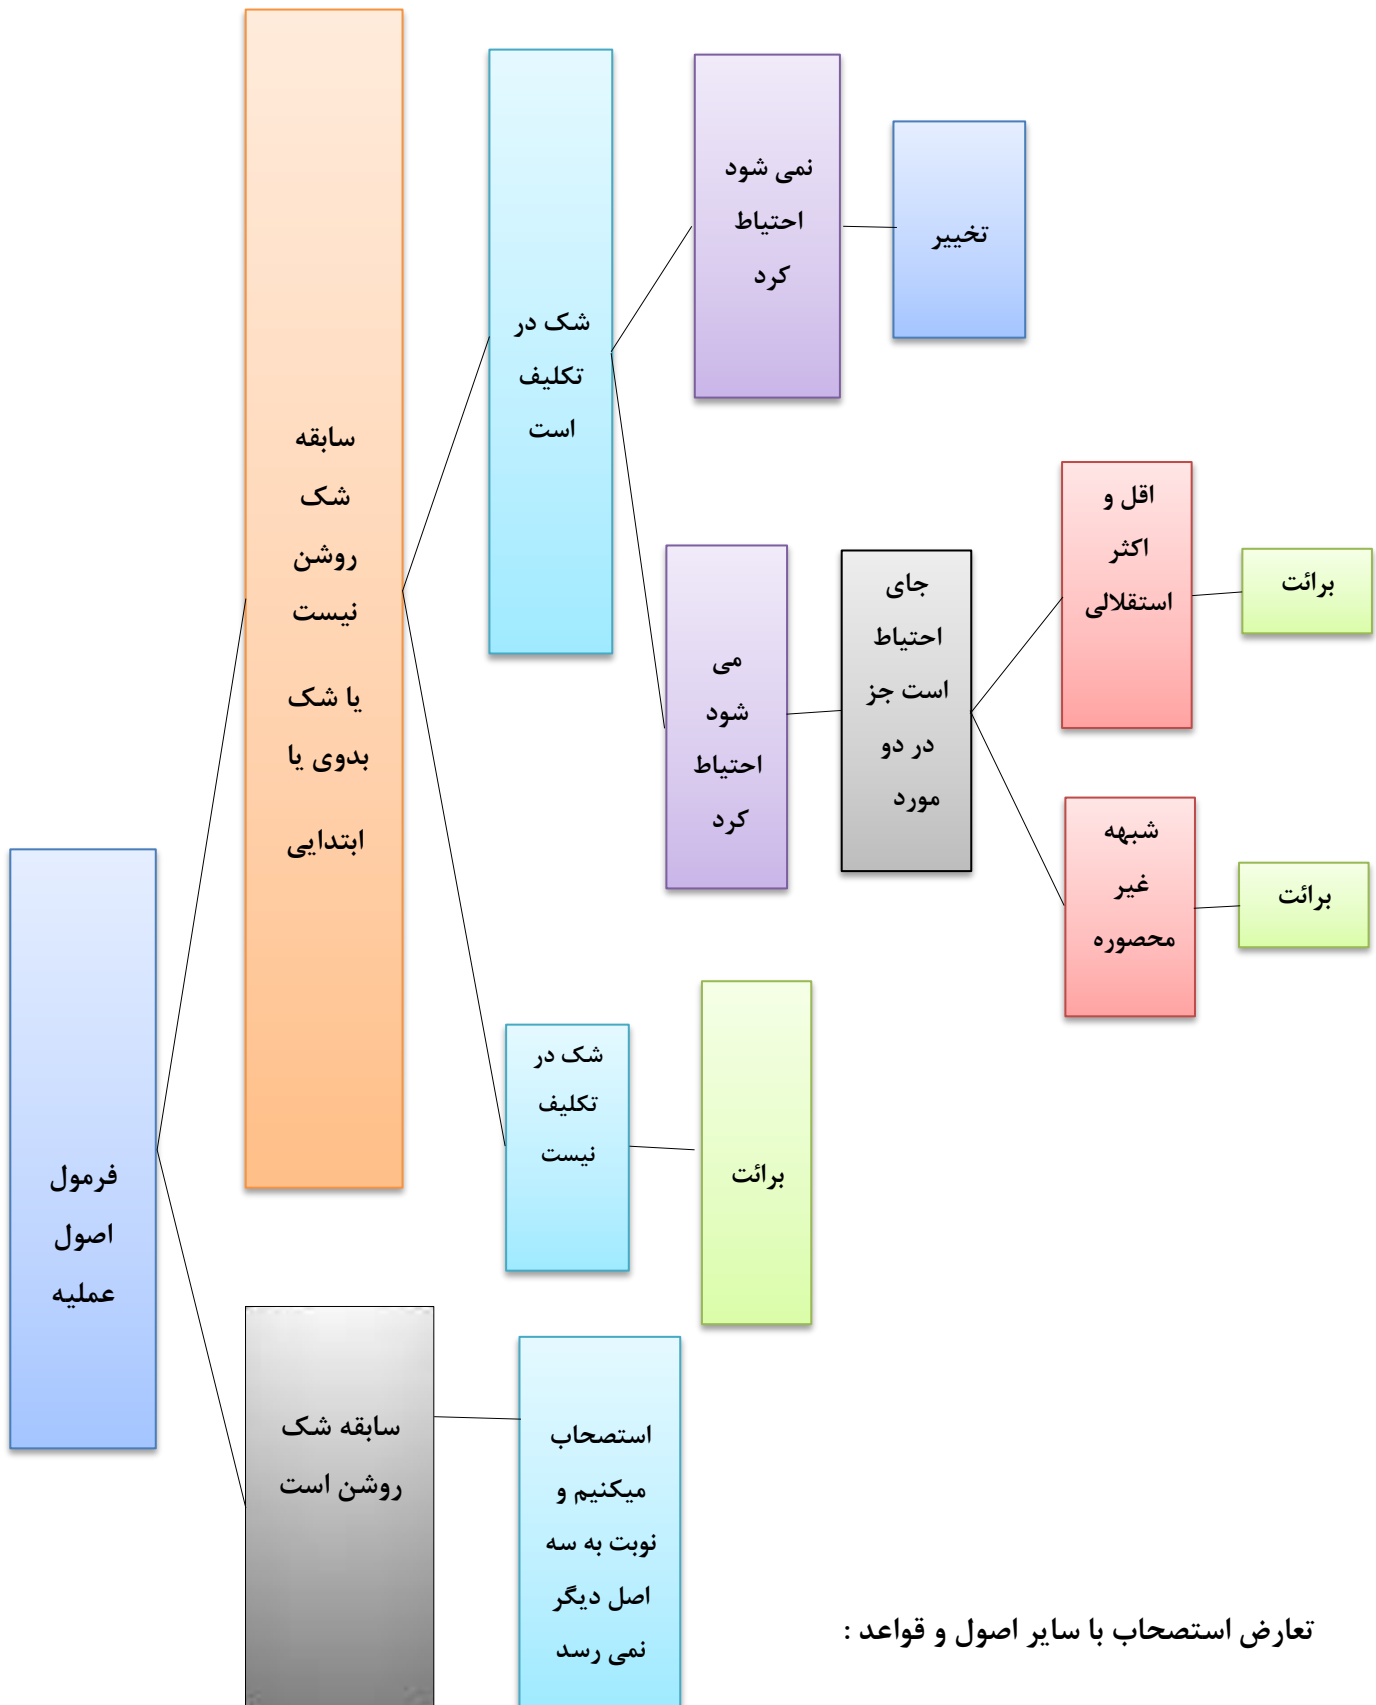 فرمول
اصول
عملیه
سابقه
شک
روشن
نیست
یا شک
بدوی یا
ابتدایی
شک در
تکلیف
است
نمی شود
احتیاط
کرد
تخییر
می
شود
احتیاط
کرد
جای
احتیاط
است جز
در دو
مورد
اقل و
اکثر
استقلالی
برائت
شبهه
غیر
محصوره
برائت
شک در
تکلیف
نیست
برائت
سابقه شک
روشن است
استصحاب
میکنیم و
نوبت به سه
اصل دیگر
نمی رسد
تعارض استصحاب با سایر اصول و قواعد :